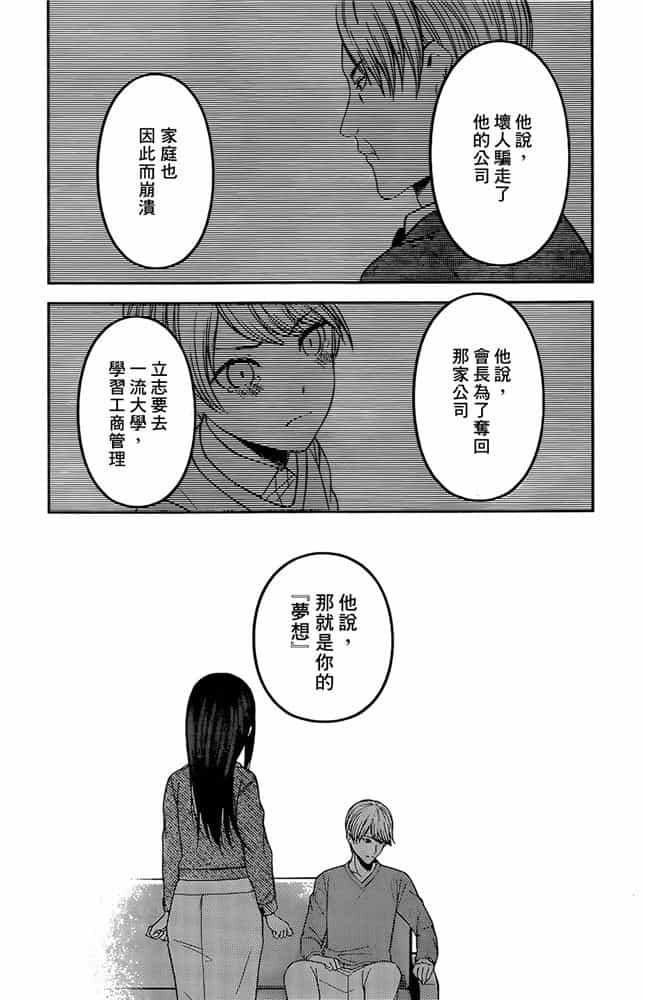 他說，
壞人騙走了
他的公司
家庭也
因此而崩潰
他說，
會長為了奪回
那家公司
立志要去
一流大學，
學習工商管理
他說，
那就是你的
『夢想』